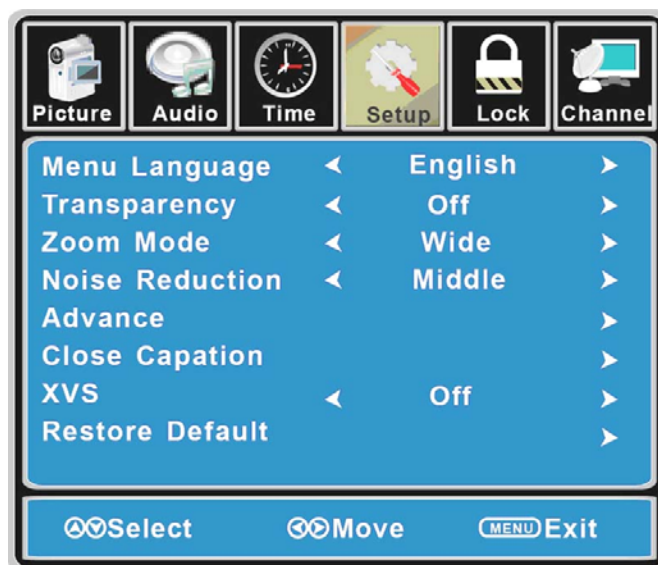 Picture Audio Time Setup Lock Channel
Menu Language English
Transparency Off
Zoom Mode Wide
Noise Reduction Middle
Advance
Close Capation
XVS Off
Restore Default
Select Move MENU Exit